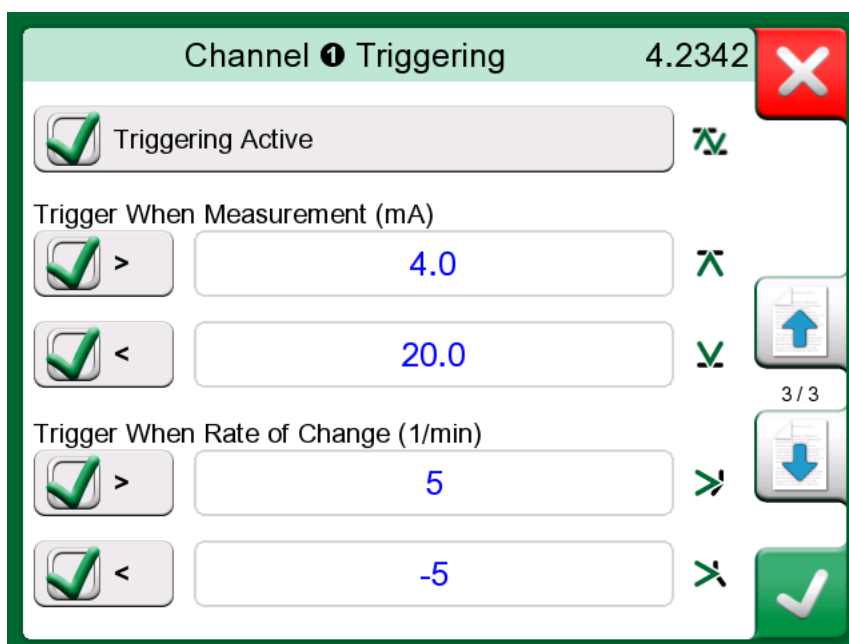 Channel ❶ Triggering 4.2342
Triggering Active
Trigger When Measurement (mA)
> 4.0
< 20.0
3 / 3
Trigger When Rate of Change (1/min)
> 5
< -5